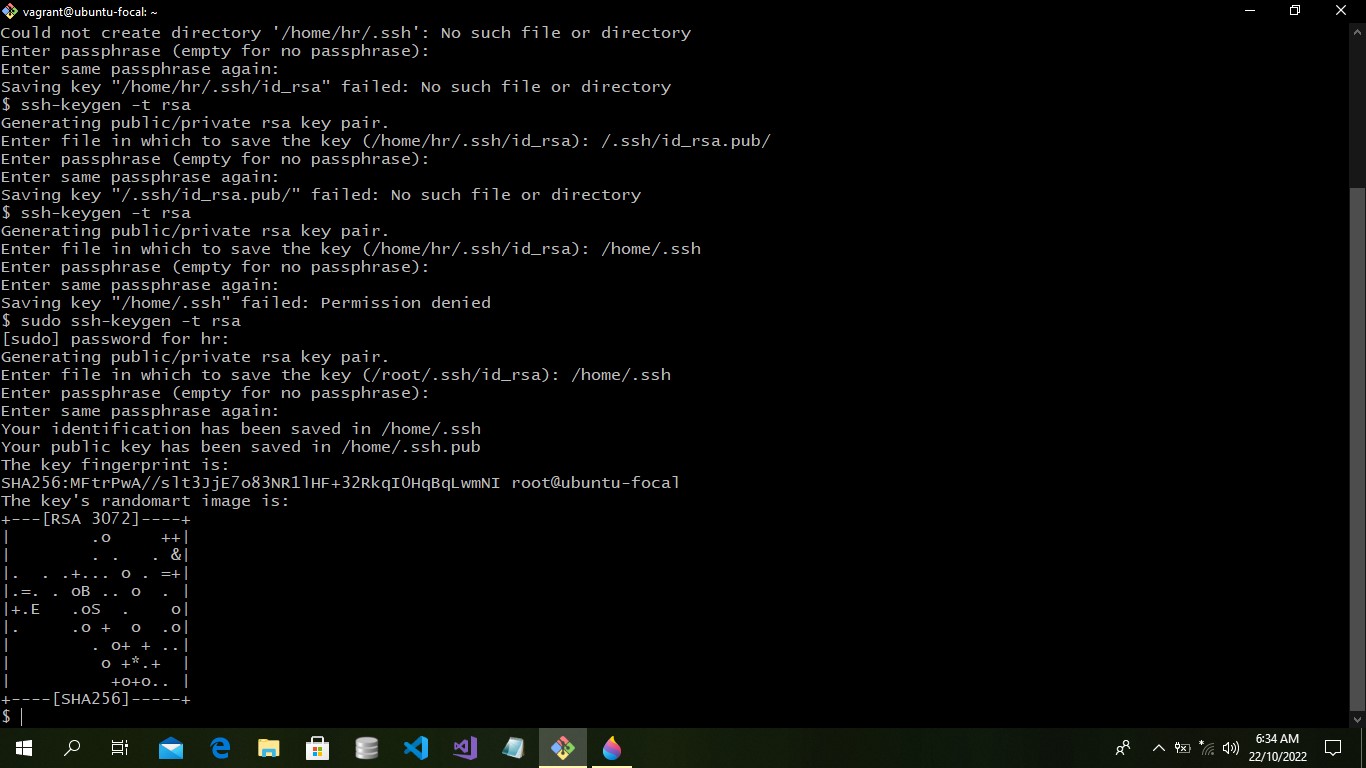 vagrant@ubuntu-focal: ~
Could not create directory '/home/hr/.ssh': No such file or directory
Enter passphrase (empty for no passphrase):
Enter same passphrase again:
Saving key "/home/hr/.ssh/id_rsa" failed: No such file or directory
$ ssh-keygen -t rsa
Generating public/private rsa key pair.
Enter file in which to save the key (/home/hr/.ssh/id_rsa): /.ssh/id_rsa.pub/
Enter passphrase (empty for no passphrase):
Enter same passphrase again:
Saving key "/.ssh/id_rsa.pub/" failed: No such file or directory
$ ssh-keygen -t rsa
Generating public/private rsa key pair.
Enter file in which to save the key (/home/hr/.ssh/id_rsa): /home/.ssh
Enter passphrase (empty for no passphrase):
Enter same passphrase again:
Saving key "/home/.ssh" failed: Permission denied
$ sudo ssh-keygen -t rsa
[sudo] password for hr:
Generating public/private rsa key pair.
Enter file in which to save the key (/root/.ssh/id_rsa): /home/.ssh
Enter passphrase (empty for no passphrase):
Enter same passphrase again:
Your identification has been saved in /home/.ssh
Your public key has been saved in /home/.ssh.pub
The key fingerprint is:
SHA256:MFtrPwA//slt3JjE7o83NR1lHF+32RkqI0HqBqLwmNI root@ubuntu-focal
The key's randomart image is:
+---[RSA 3072]----+
|        .o     ++|
|        . .   . &|
|.  . .+... o . =+|
|.=. . oB .. o  . |
|+.E   .oS  .    o|
|.     .o +  o  .o|
|        . o+ + ..|
|         o +*.+  |
|          +o+o.. |
+----[SHA256]-----+
$
6:34 AM
22/10/2022